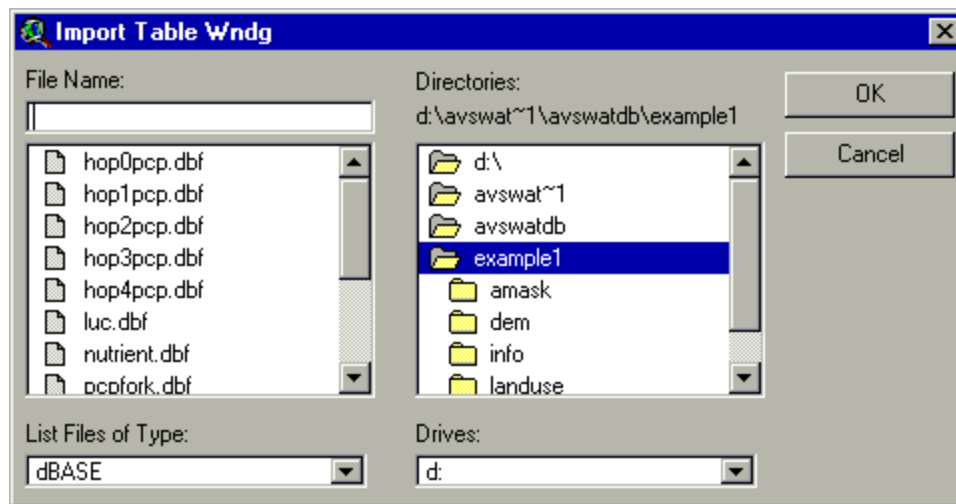 Import Table Wndg
File Name:
hop0pcp.dbf
hop1pcp.dbf
hop2pcp.dbf
hop3pcp.dbf
hop4pcp.dbf
luc.dbf
nutrient.dbf
pcpfork.dbf
List Files of Type:
dBASE
Directories:
d:\avswat~1\avswatdb\example1
d:\
avswat~1
avswatdb
example1
amask
dem
info
landuse
Drives:
d:
OK
Cancel